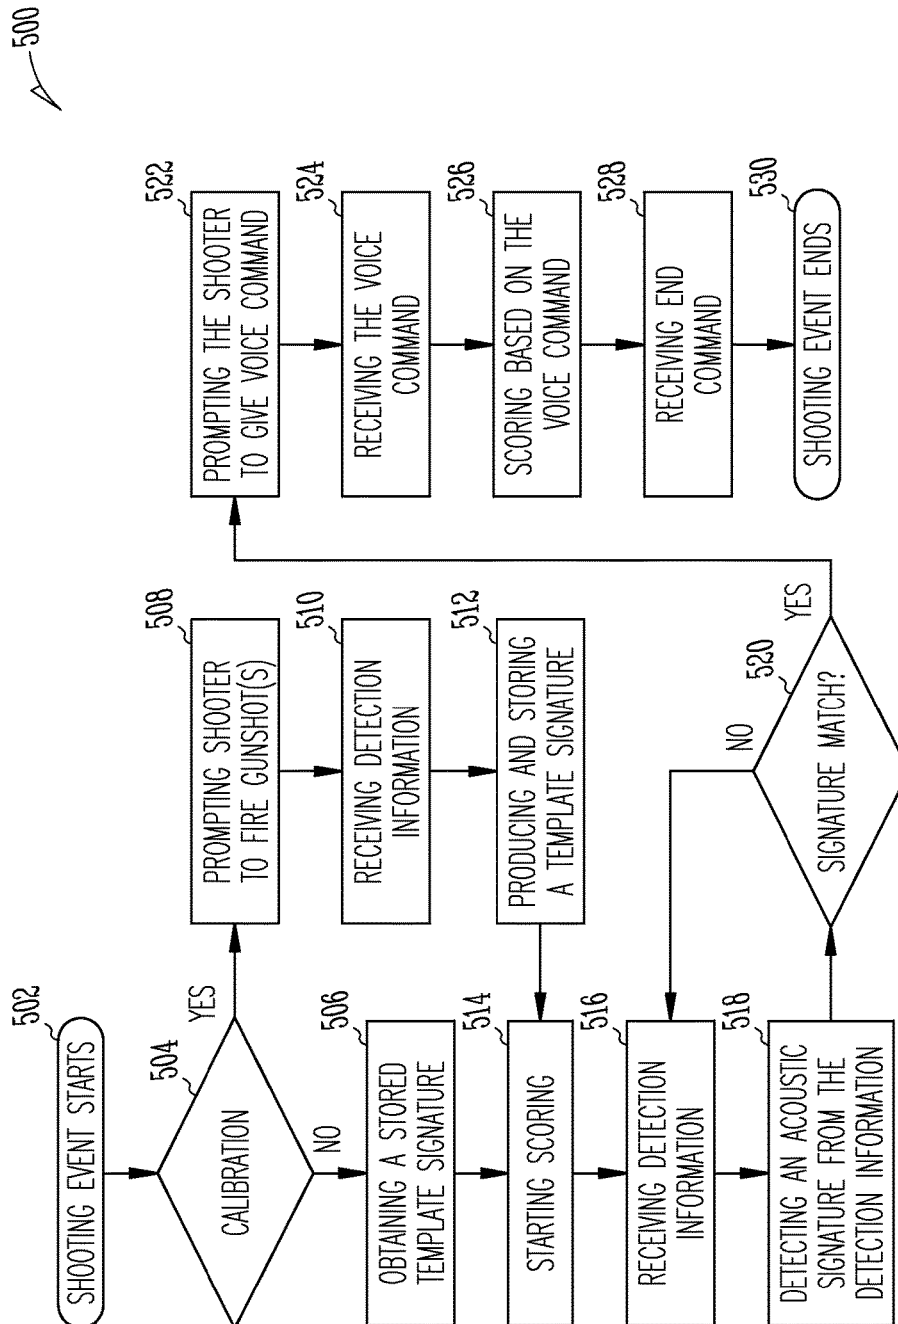 500
502
SHOOTING EVENT STARTS
504
CALIBRATION
YES
NO
506
OBTAINING A STORED
TEMPLATE SIGNATURE
508
PROMPTING SHOOTER
TO FIRE GUNSHOT(S)
510
RECEIVING DETECTION
INFORMATION
512
PRODUCING AND STORING
A TEMPLATE SIGNATURE
514
STARTING SCORING
516
RECEIVING DETECTION
INFORMATION
518
DETECTING AN ACOUSTIC
SIGNATURE FROM THE
DETECTION INFORMATION
520
SIGNATURE MATCH?
NO
YES
522
PROMPTING THE SHOOTER
TO GIVE VOICE COMMAND
524
RECEIVING THE VOICE
COMMAND
526
SCORING BASED ON THE
VOICE COMMAND
528
RECEIVING END
COMMAND
530
SHOOTING EVENT ENDS